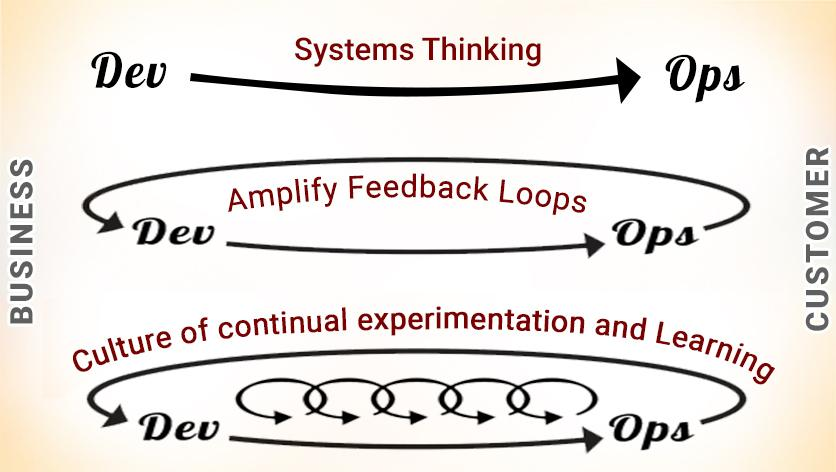 Systems Thinking
Dev
Ops
BUSINESS
CUSTOMER
Amplify Feedback Loops
Dev
Ops
Culture of continual experimentation and Learning
Dev
Ops